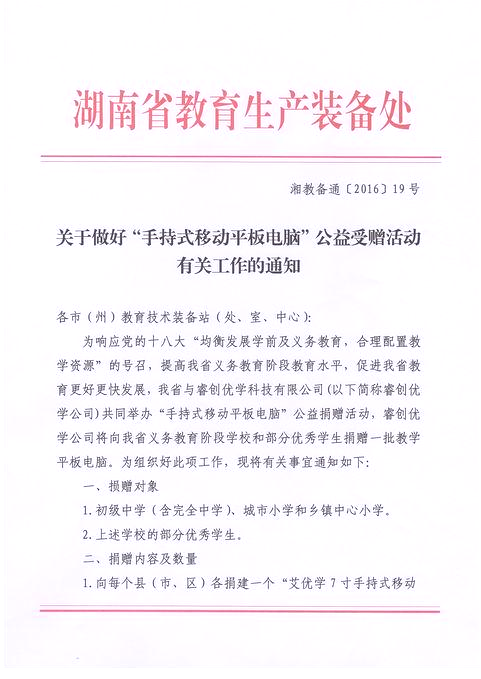 湖南省教育生产装备处
湘教备通〔2016〕19号
关于做好“手持式移动平板电脑”公益受赠活动
有关工作的通知
各市（州）教育技术装备站（处、室、中心）：
为响应党的十八大“均衡发展学前及义务教育，合理配置教
学资源”的号召，提高我省义务教育阶段教育水平，促进我省教
育更好更快发展，我省与睿创优学科技有限公司(以下简称睿创优
学公司)共同举办“手持式移动平板电脑”公益捐赠活动，睿创优
学公司将向我省义务教育阶段学校和部分优秀学生捐赠一批教学
平板电脑。为组织好此项工作，现将有关事宜通知如下：
一、损赠对象
1.初级中学（含完全中学）、城市小学和乡镇中心小学。
2.上述学校的部分优秀学生。
二、捐赠内容及数量
1.向每个县（市、区）各捐建一个“艾优学7寸手持式移动